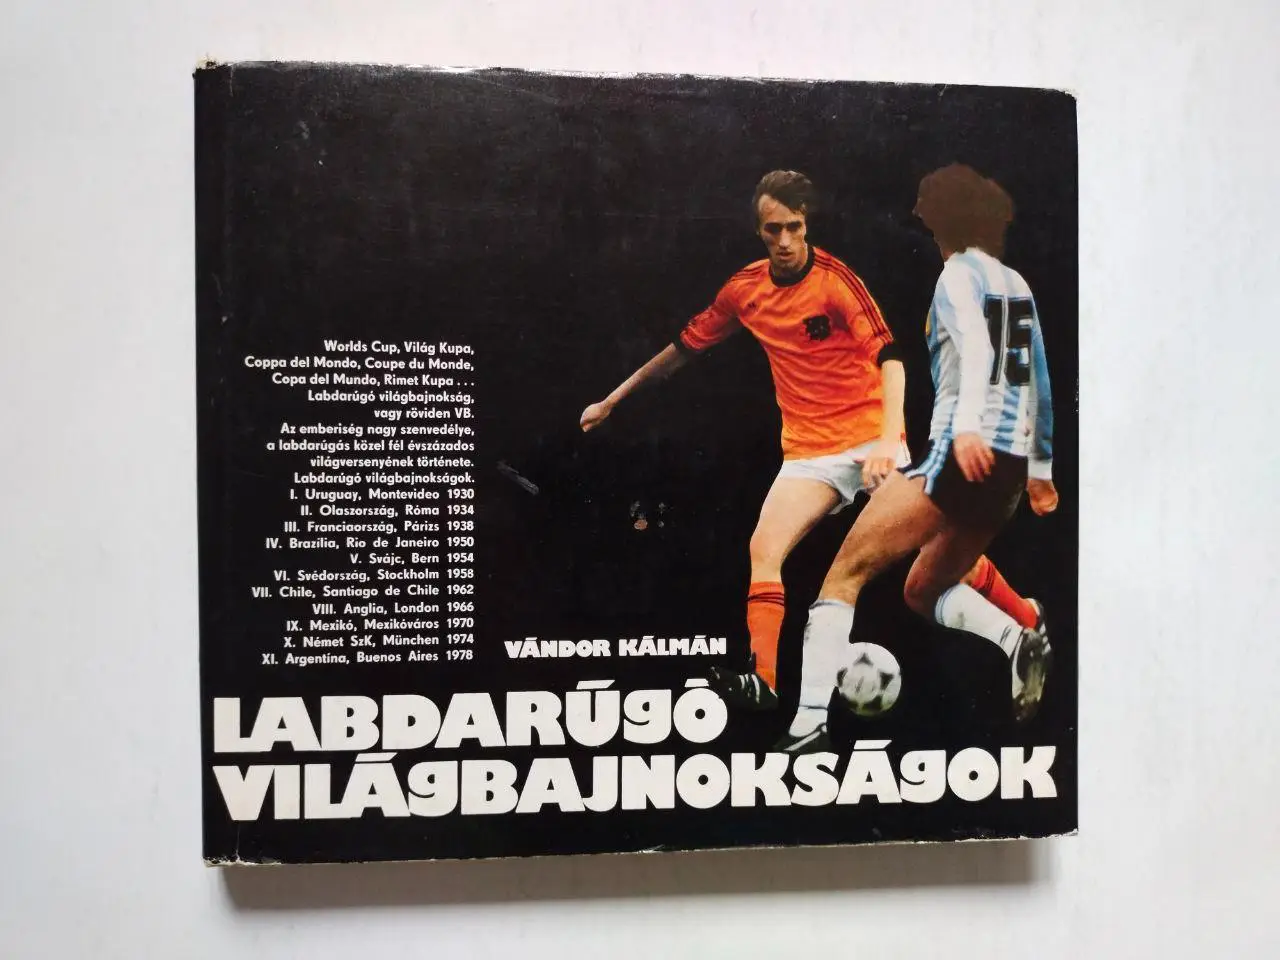 Worlds Cup, Világ Kupa,
Coppa del Mondo, Coupe du Monde,
Copa del Mundo, Rimet Kupa...
Labdarúgó világbajnokság,
vagy röviden VB.
Az emberiség nagy szenvedélye,
a labdarúgás közel fél évszázados
világversenyének története.
Labdarúgó világbajnokságok.
I. Uruguay, Montevideo 1930
II. Olaszország, Róma 1934
III. Franciaország, Párizs 1938
IV. Brazília, Rio de Janeiro 1950
V. Svájc, Bern 1954
VI. Svédország, Stockholm 1958
VII. Chile, Santiago de Chile 1962
VIII. Anglia, London 1966
IX. Mexikó, Mexikóváros 1970
X. Német SzK, München 1974
XI. Argentína, Buenos Aires 1978
15
VÁNDOR KÁLMÁN
LABDARÚGÓ
VILÁGBAJNOKSÁGOK